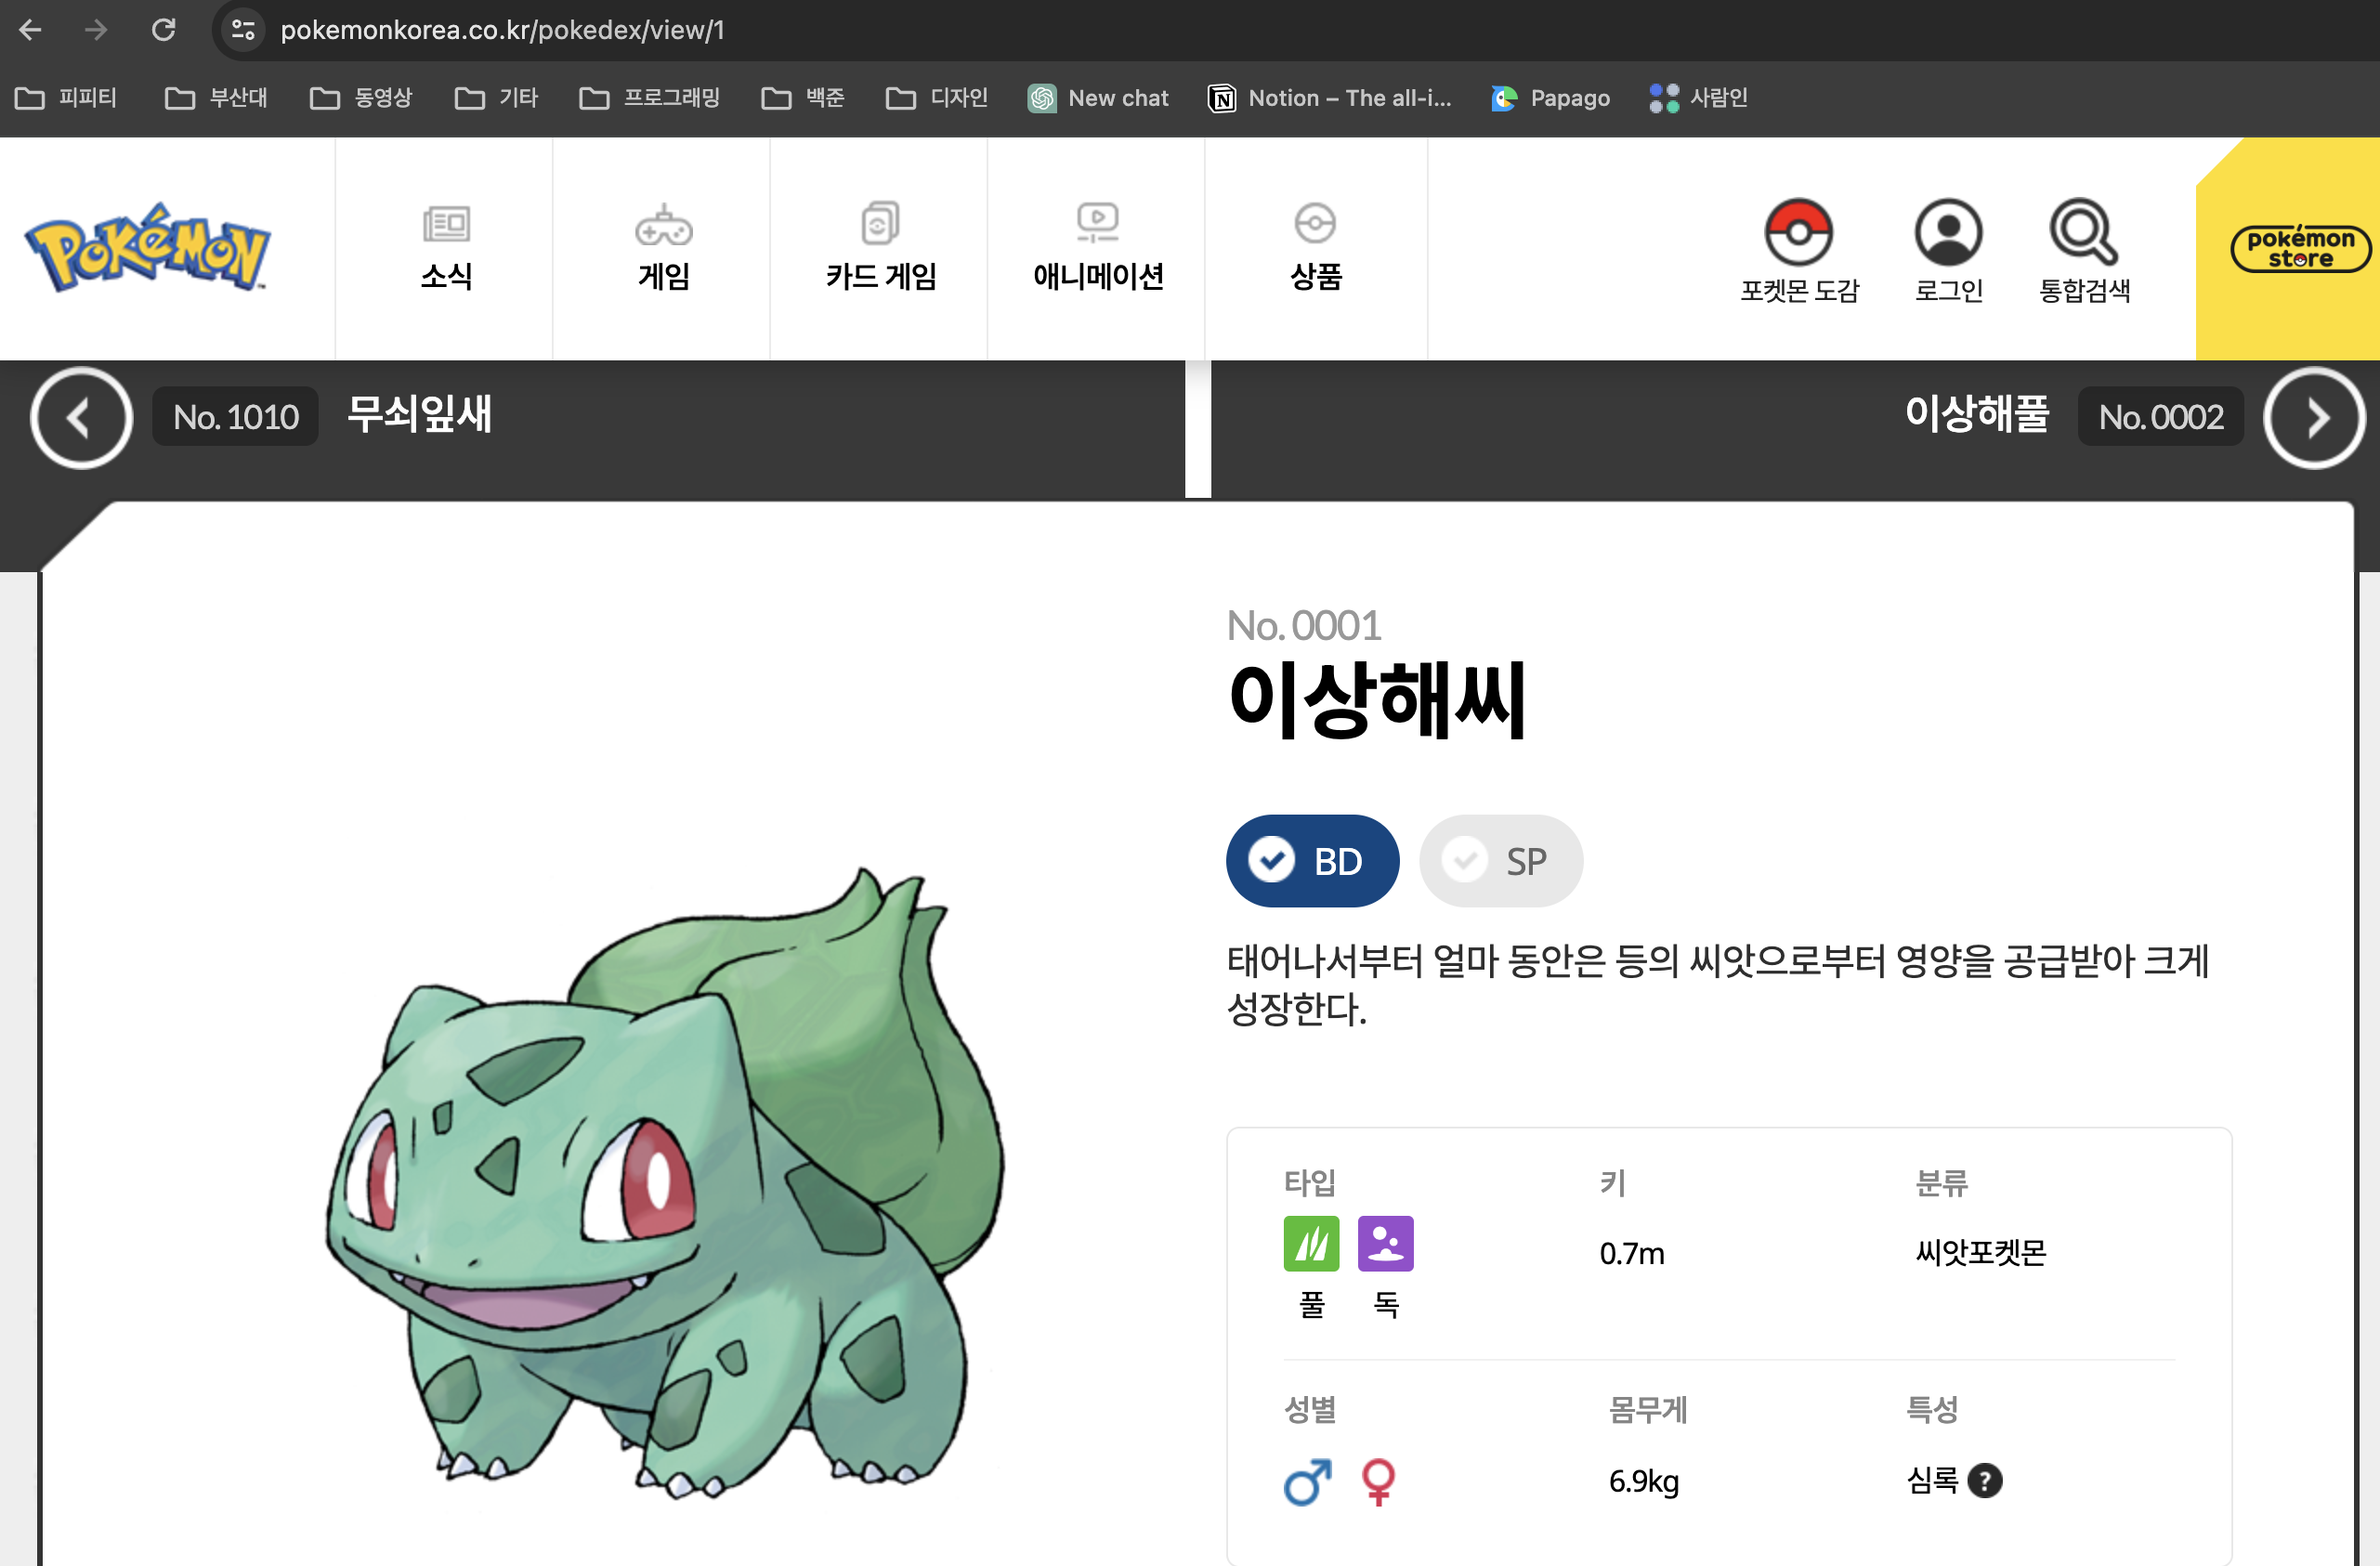 pokemonkorea.co.kr/pokedex/view/1
피피티 부산대 동영상 기타 프로그래밍 백준 디자인 New chat Notion – The all-i... Papago 사람인
Pokémon TM
소식 게임 카드 게임 애니메이션 상품
포켓몬 도감 로그인 통합검색
pokémon
store
No. 1010 무쇠잎새
이상해풀 No. 0002
No. 0001
이상해씨
BD SP
태어나서부터 얼마 동안은 등의 씨앗으로부터 영양을 공급받아 크게
성장한다.
타입 키 분류
0.7m 씨앗포켓몬
풀 독
성별 몸무게 특성
6.9kg 심록 ?